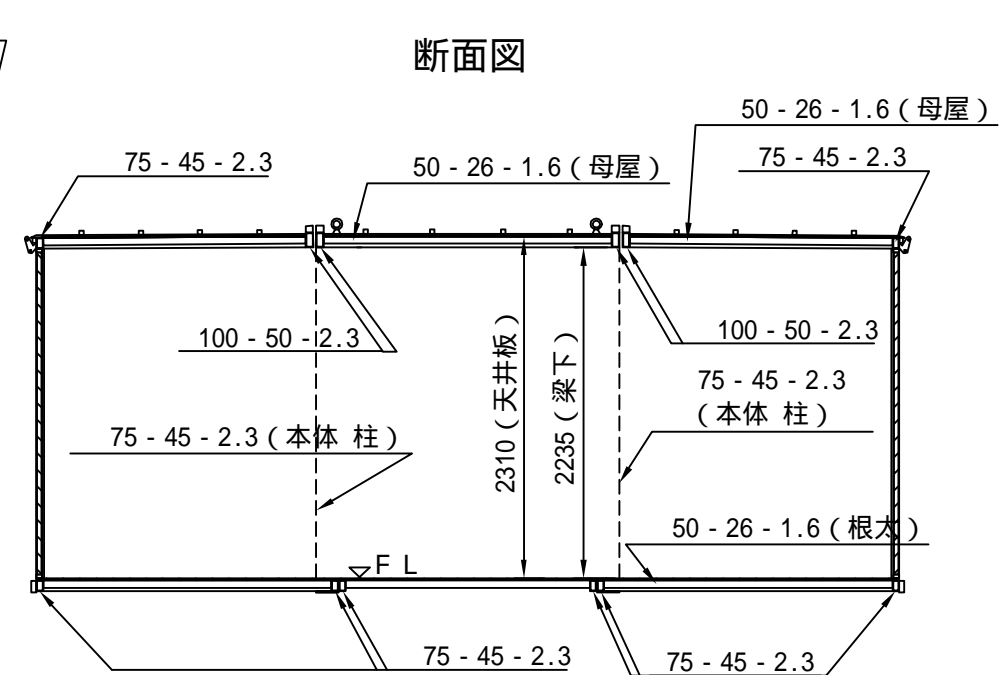 断面図
50 - 26 - 1.6 ( 母屋 )
75 - 45 - 2.3
50 - 26 - 1.6 ( 母屋 )
75 - 45 - 2.3
100 - 50 - 2.3
2310 ( 天井板 )
2235 ( 梁下 )
100 - 50 - 2.3
75 - 45 - 2.3
( 本体 柱 )
75 - 45 - 2.3 ( 本体 柱 )
50 - 26 - 1.6 ( 根太 )
F L
75 - 45 - 2.3
75 - 45 - 2.3